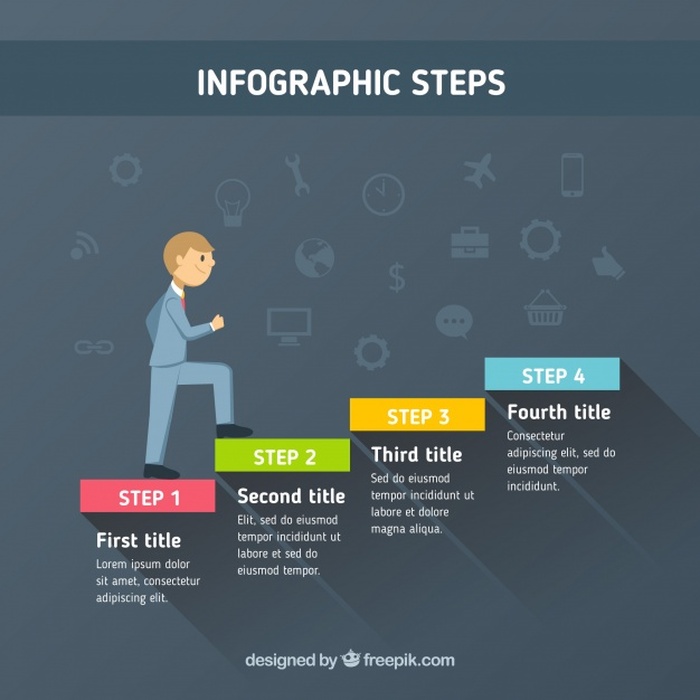 INFOGRAPHIC STEPS
$
STEP 1
First title
Lorem ipsum dolor
sit amet, consectetur
adipiscing elit.
STEP 2
Second title
Elit, sed do eiusmod
tempor incididunt ut
labore et sed do
eiusmod tempor.
STEP 3
Third title
Sed do eiusmod
tempor incididunt ut
labore et dolore
magna aliqua.
STEP 4
Fourth title
Consectetur
adipiscing elit, sed do
eiusmod tempor
incididunt.
designed by freepik.com